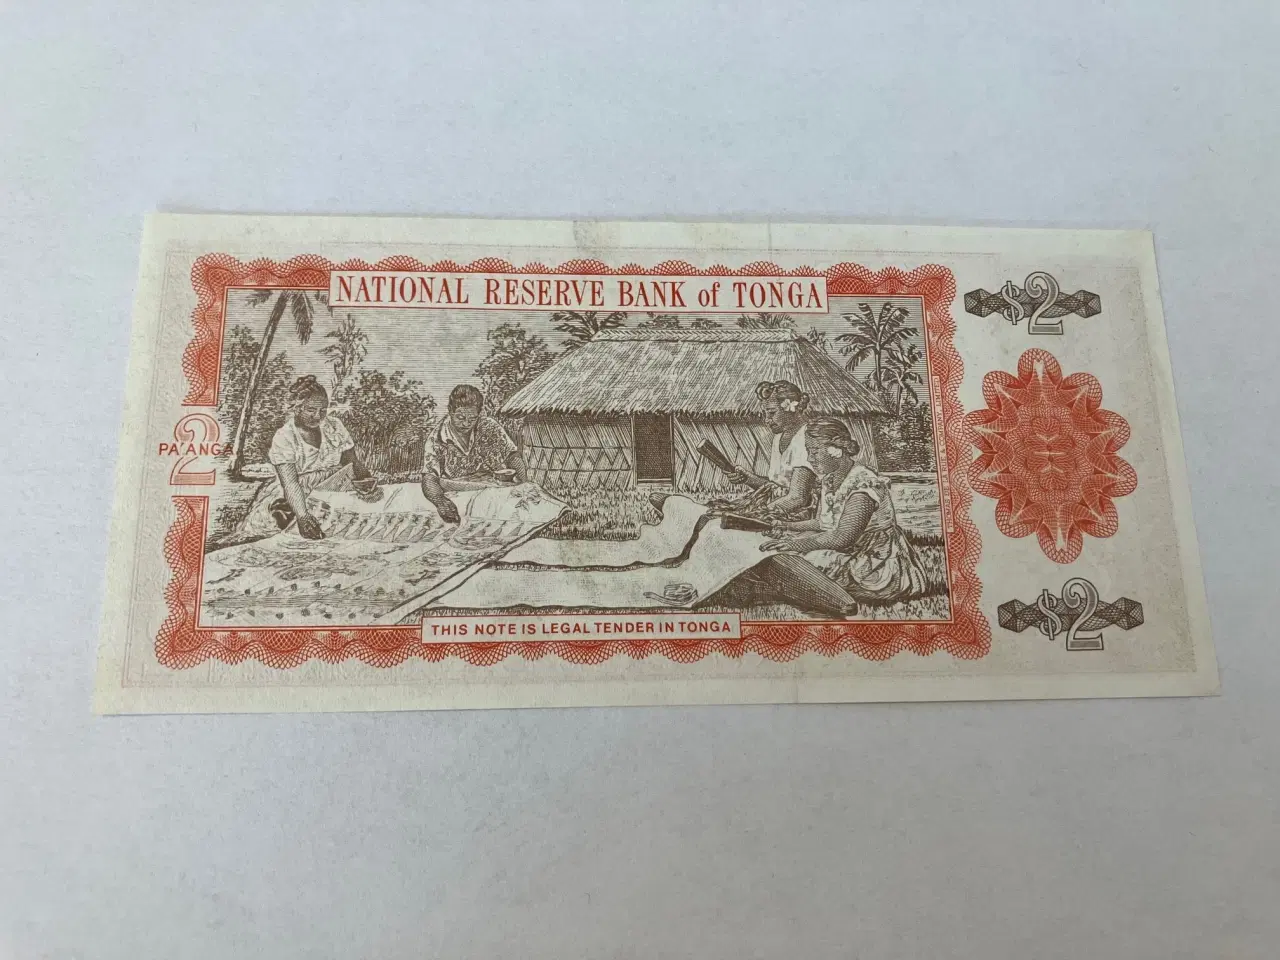 NATIONAL RESERVE BANK of TONGA
$2
2
PA'ANGA
THIS NOTE IS LEGAL TENDER IN TONGA
$2